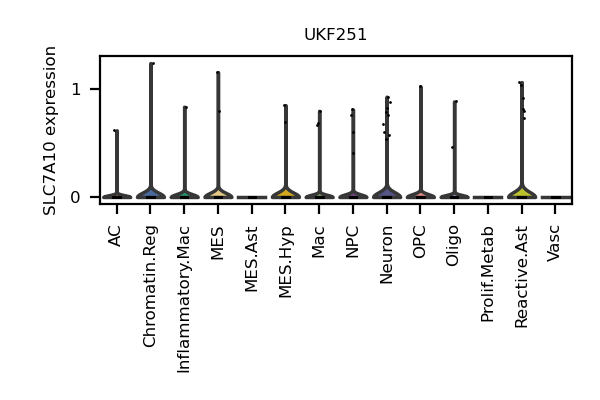 UKF251
SLC7A10 expression
1
0
AC
Chromatin.Reg
Inflammatory.Mac
MES
MES.Ast
MES.Hyp
Mac
NPC
Neuron
OPC
Oligo
Prolif.Metab
Reactive.Ast
Vasc